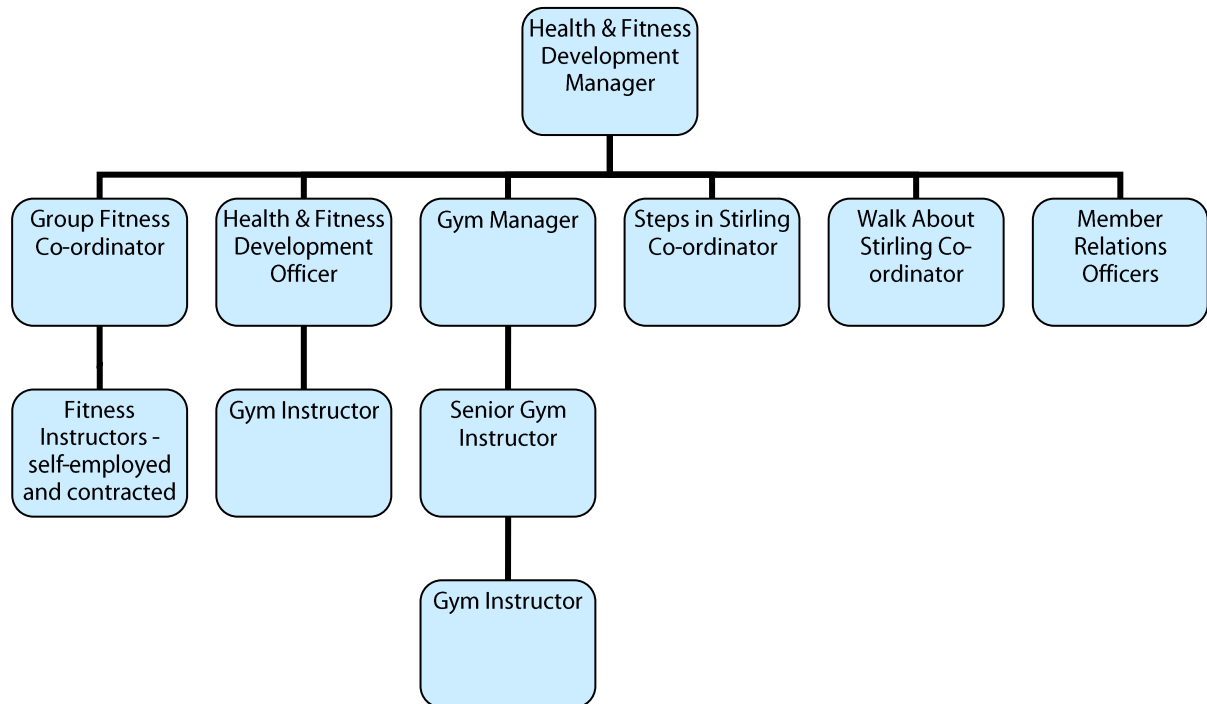 Health & Fitness
Development
Manager
Group Fitness
Co-ordinator
Health & Fitness
Development
Officer
Gym Manager
Steps in Stirling
Co-ordinator
Walk About
Stirling Co-
ordinator
Member
Relations
Officers
Fitness
Instructors -
self-employed
and contracted
Gym Instructor
Senior Gym
Instructor
Gym Instructor